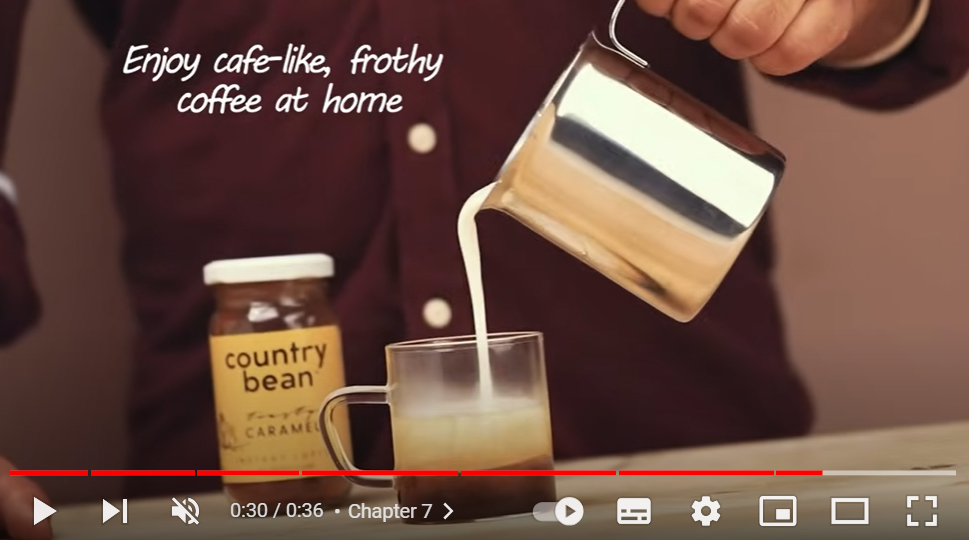 Enjoy cafe-like, frothy
coffee at home
country
bean
CARAMEL
0:30 / 0:36 • Chapter 7